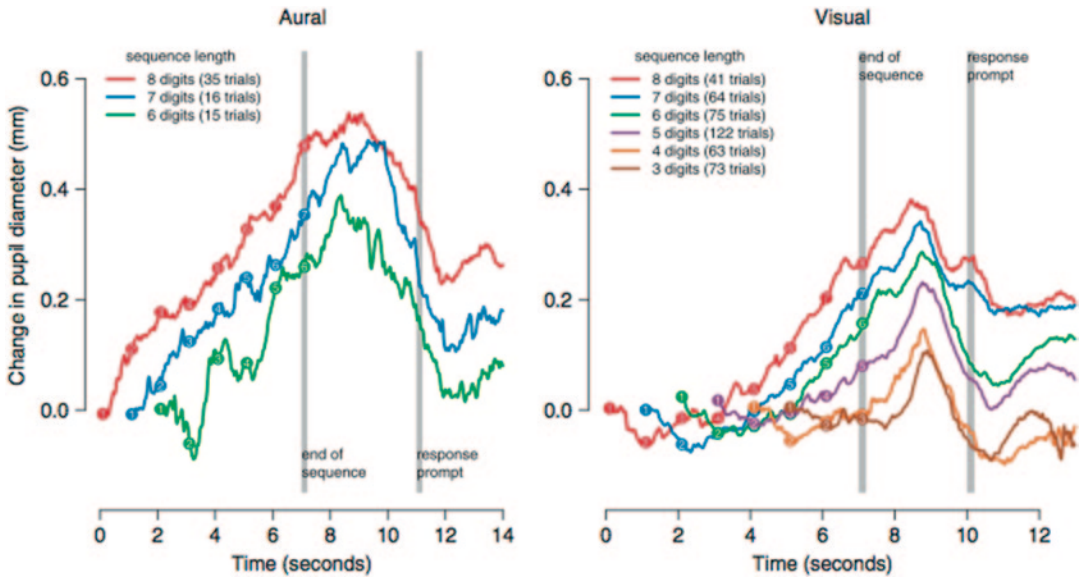 Aural
sequence length
8 digits (35 trials)
7 digits (16 trials)
6 digits (15 trials)
end of
sequence
response
prompt
Change in pupil diameter (mm)
0.6
0.4
0.2
0.0
0 2 4 6 8 10 12 14
Time (seconds)
Visual
sequence length
8 digits (41 trials)
7 digits (64 trials)
6 digits (75 trials)
5 digits (122 trials)
4 digits (63 trials)
3 digits (73 trials)
end of
sequence
response
prompt
0.6
0.4
0.2
0.0
0 2 4 6 8 10 12
Time (seconds)